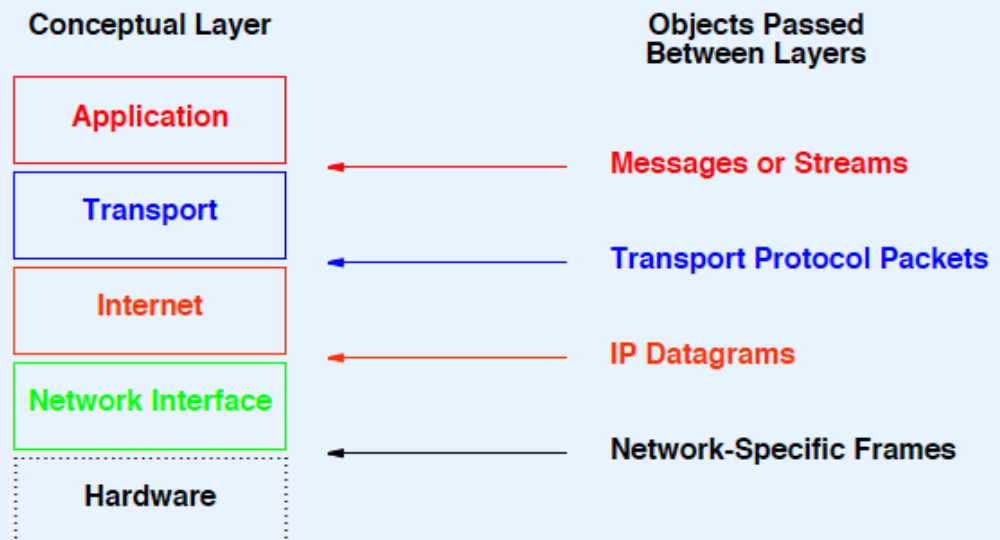 Conceptual Layer
Objects Passed
Between Layers
Application
Messages or Streams
Transport
Transport Protocol Packets
Internet
IP Datagrams
Network Interface
Network-Specific Frames
Hardware